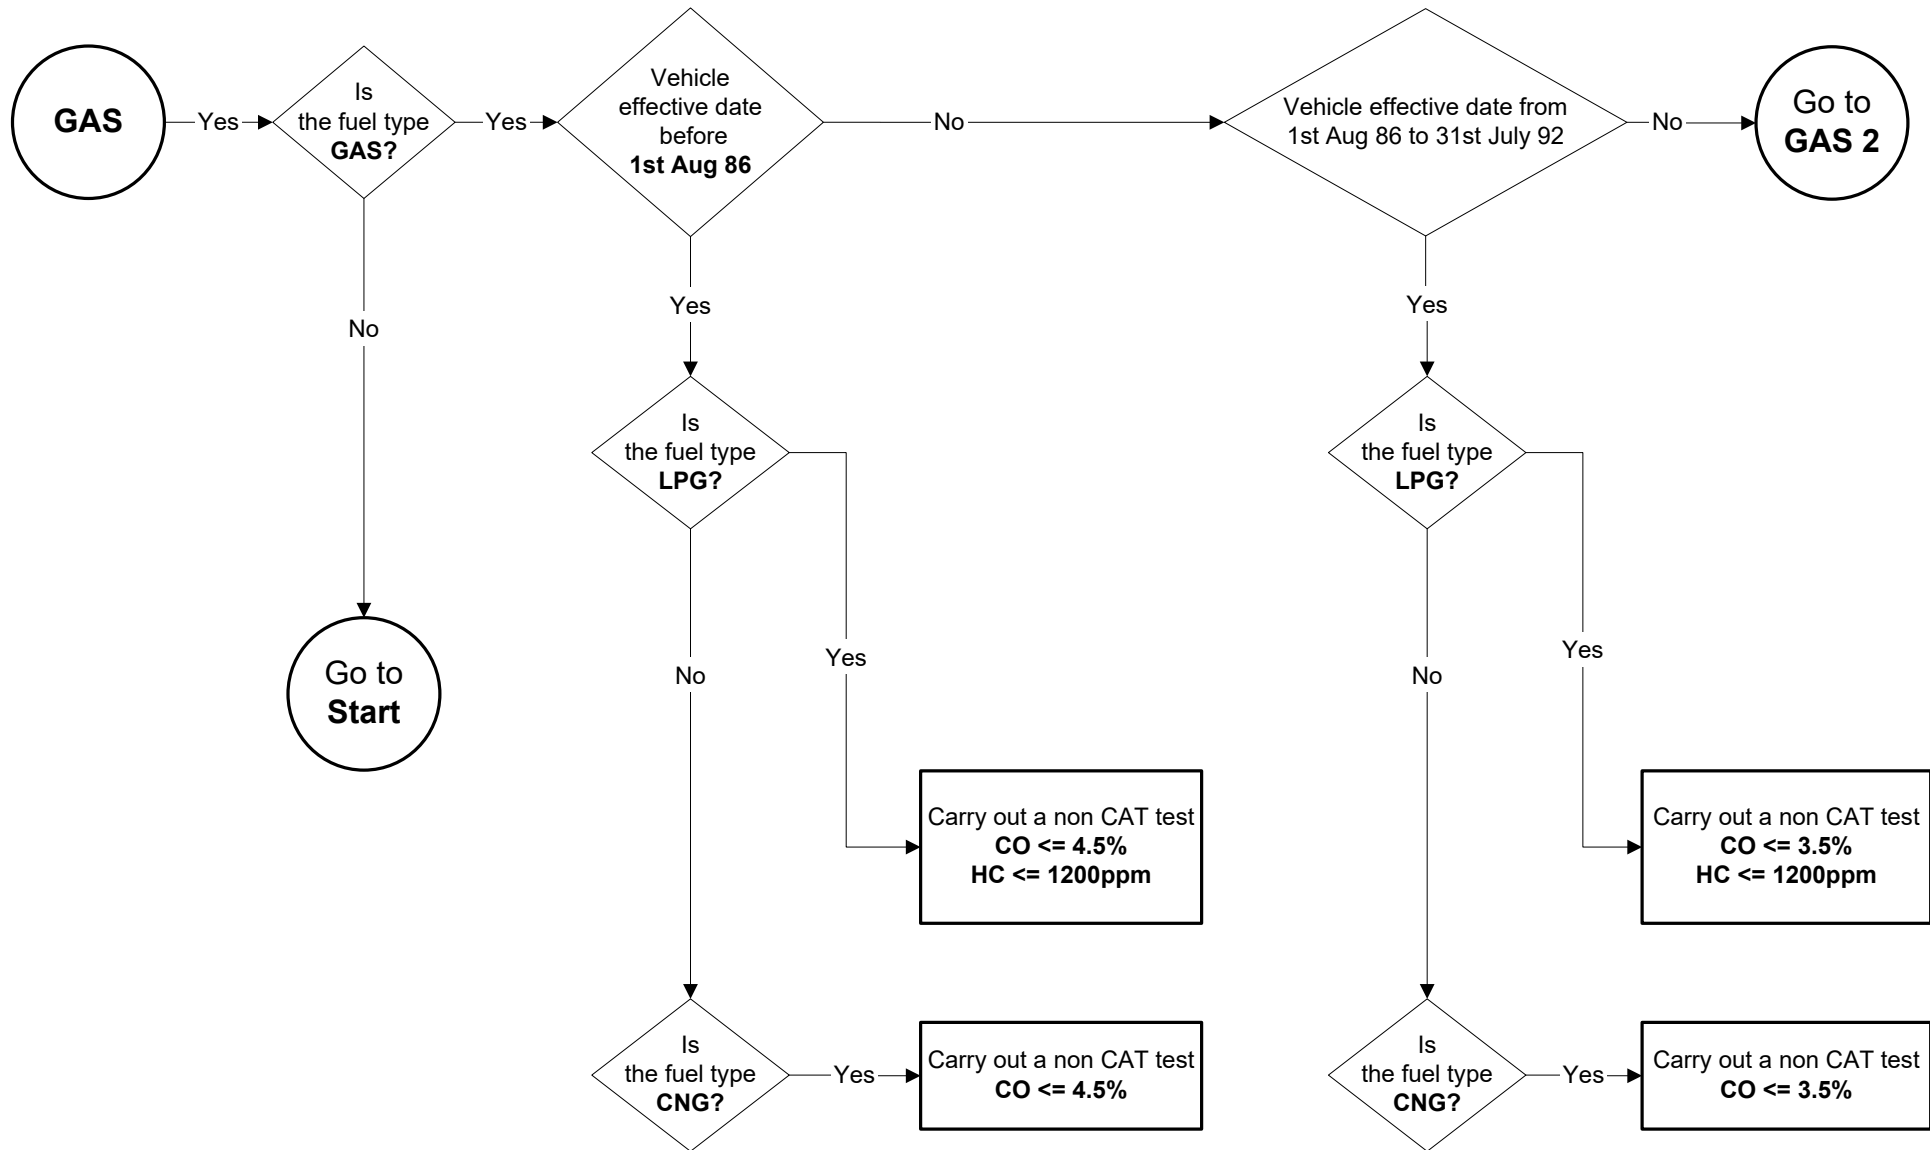 GAS
Yes
Is
the fuel type
GAS?
Yes
Vehicle
effective date
before
1st Aug 86
No
Vehicle effective date from
1st Aug 86 to 31st July 92
No
Go to
GAS 2
No
Go to
Start
Yes
Is
the fuel type
LPG?
Yes
No
Carry out a non CAT test
CO <= 4.5%
HC <= 1200ppm
Is
the fuel type
CNG?
Yes
Carry out a non CAT test
CO <= 4.5%
Yes
Is
the fuel type
LPG?
Yes
No
Carry out a non CAT test
CO <= 3.5%
HC <= 1200ppm
Is
the fuel type
CNG?
Yes
Carry out a non CAT test
CO <= 3.5%